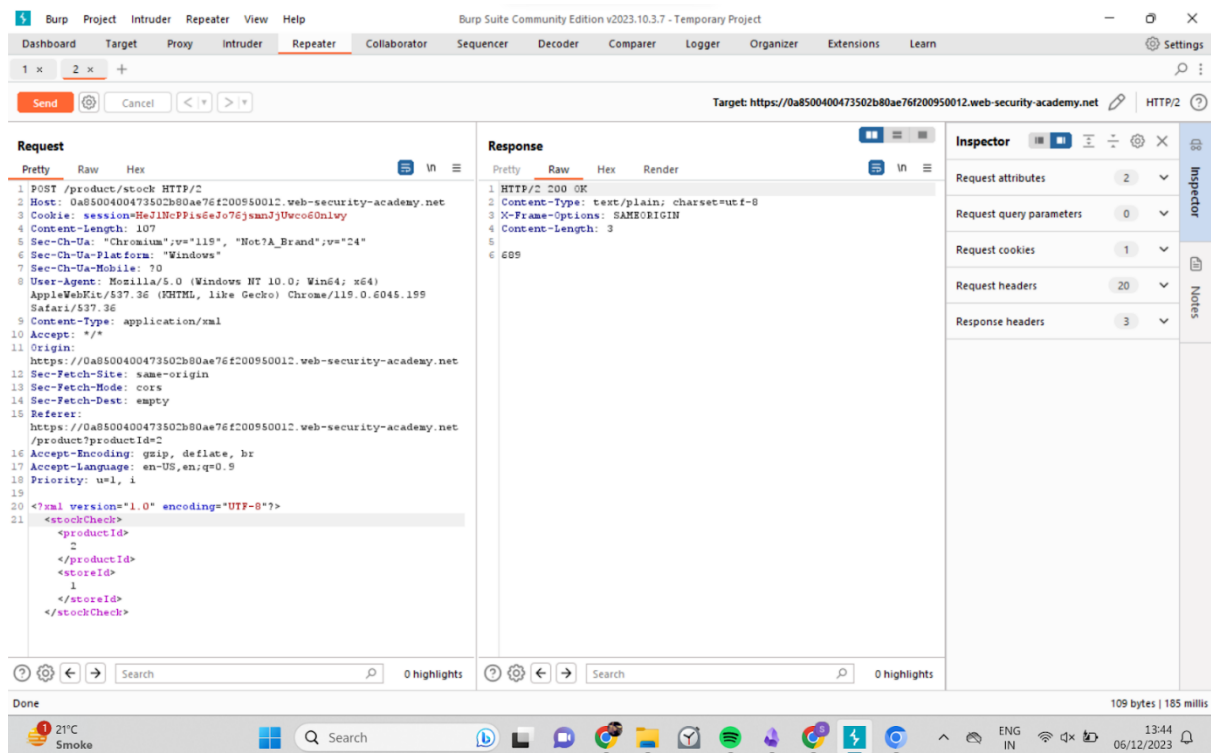 Burp Project Intruder Repeater View Help Burp Suite Community Edition v2023.10.3.7 - Temporary Project
Dashboard Target Proxy Intruder Repeater Collaborator Sequencer Decoder Comparer Logger Organizer Extensions Learn Settings
1 × 2 × +
Send Cancel < > Target: https://0a8500400473502b80ae76f200950012.web-security-academy.net HTTP/2
Request
Pretty Raw Hex \n
1 POST /product/stock HTTP/2
2 Host: 0a8500400473502b80ae76f200950012.web-security-academy.net
3 Cookie: session=HeJlNcPPis6eJo76jsmnJjUwco60nlwy
4 Content-Length: 107
5 Sec-Ch-Ua: "Chromium";v="119", "Not?A_Brand";v="24"
6 Sec-Ch-Ua-Platform: "Windows"
7 Sec-Ch-Ua-Mobile: ?0
8 User-Agent: Mozilla/5.0 (Windows NT 10.0; Win64; x64)
AppleWebKit/537.36 (KHTML, like Gecko) Chrome/119.0.6045.199
Safari/537.36
9 Content-Type: application/xml
10 Accept: */*
11 Origin:
https://0a8500400473502b80ae76f200950012.web-security-academy.net
12 Sec-Fetch-Site: same-origin
13 Sec-Fetch-Mode: cors
14 Sec-Fetch-Dest: empty
15 Referer:
https://0a8500400473502b80ae76f200950012.web-security-academy.net
/product?productId=2
16 Accept-Encoding: gzip, deflate, br
17 Accept-Language: en-US,en;q=0.9
18 Priority: u=1, i
19
20 <?xml version="1.0" encoding="UTF-8"?>
21 <stockCheck>
<productId>
2
</productId>
<storeId>
1
</storeId>
</stockCheck>
Search 0 highlights
Response
Pretty Raw Hex Render \n
1 HTTP/2 200 OK
2 Content-Type: text/plain; charset=utf-8
3 X-Frame-Options: SAMEORIGIN
4 Content-Length: 3
5
6 689
Search 0 highlights
Inspector
Request attributes 2
Request query parameters 0
Request cookies 1
Request headers 20
Response headers 3
Inspector
Notes
Done 109 bytes | 185 millis
1
21°C
Smoke
Search
ENG
IN
13:44
06/12/2023